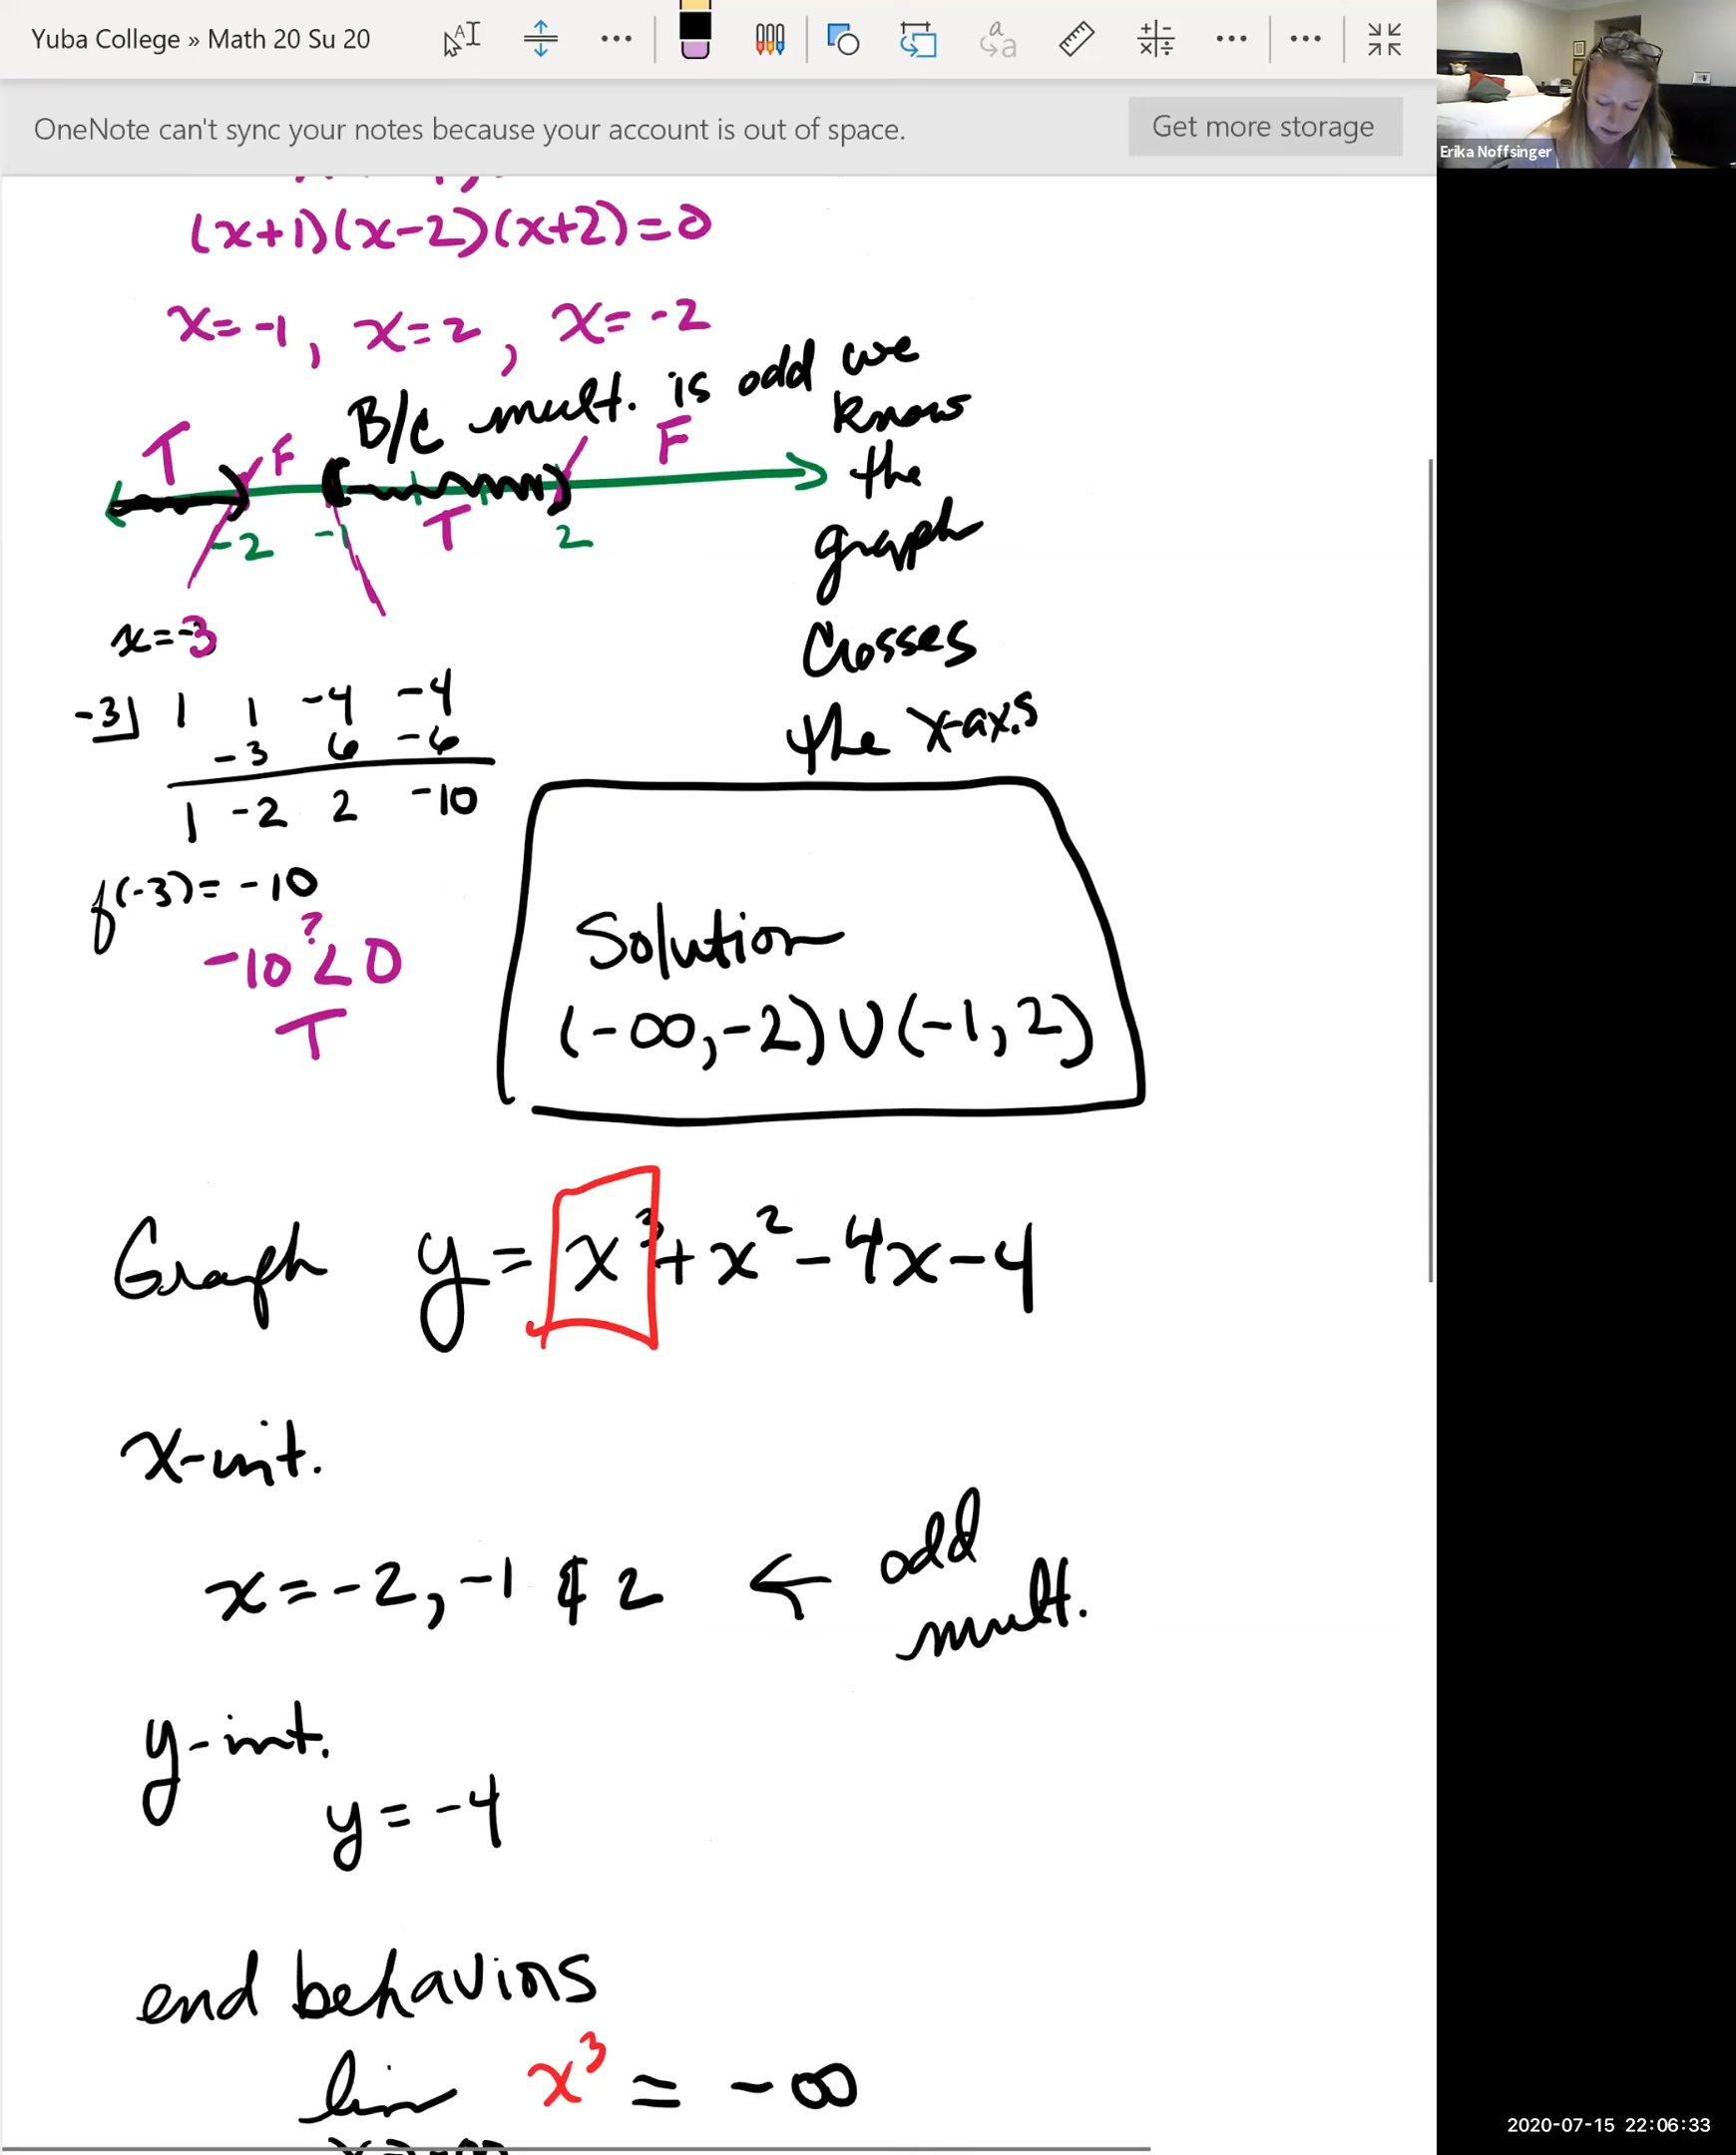 Yuba College » Math 20 Su 20
OneNote can't sync your notes because your account is out of space.
Get more storage
Erika Noffsinger
(x+1)(x-2)(x+2)=0
x=-1, x=2, x=-2
B/C mult. is odd we
know
the
graph
Crosses
the x-axis
T F T F
-2 -1 2
x=-3
-3] 1 1 -4 -4
-3 6 -6
1 -2 2 -10
f(-3)=-10
-10 <? 0
T
Solution
(-∞,-2)∪(-1,2)
Graph y= x³+x²-4x-4
x-int.
x=-2,-1 & 2 ← odd
mult.
y-int.
y=-4
end behaviors
lim x³ = -∞
2020-07-15 22:06:33